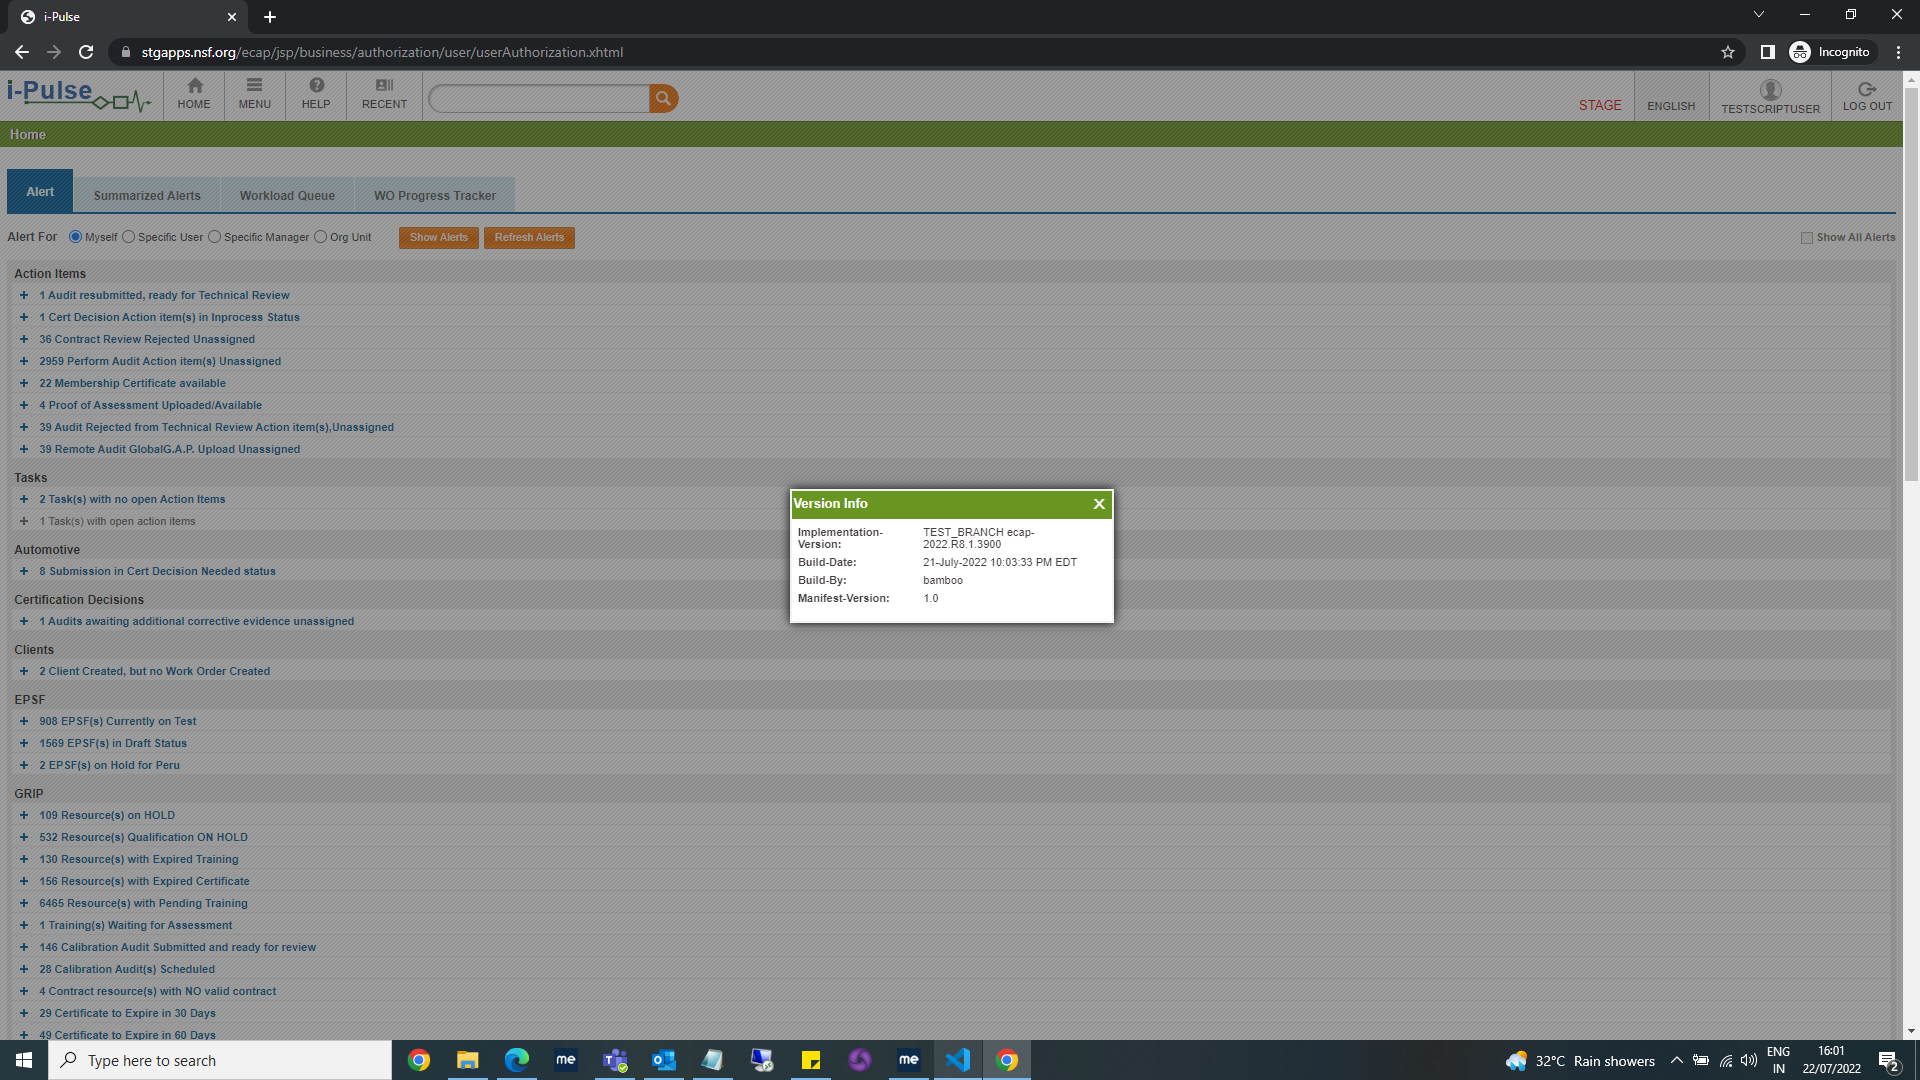 i-Pulse
stgapps.nsf.org/ecap/jsp/business/authorization/user/userAuthorization.xhtml
Incognito
i-Pulse
HOME
MENU
HELP
RECENT
STAGE
ENGLISH
TESTSCRIPTUSER
LOG OUT
Home
Alert
Summarized Alerts
Workload Queue
WO Progress Tracker
Alert For Myself Specific User Specific Manager Org Unit Show Alerts Refresh Alerts Show All Alerts
Action Items
1 Audit resubmitted, ready for Technical Review
1 Cert Decision Action item(s) in Inprocess Status
36 Contract Review Rejected Unassigned
2959 Perform Audit Action item(s) Unassigned
22 Membership Certificate available
4 Proof of Assessment Uploaded/Available
39 Audit Rejected from Technical Review Action item(s),Unassigned
39 Remote Audit GlobalG.A.P. Upload Unassigned
Tasks
2 Task(s) with no open Action Items
1 Task(s) with open action items
Automotive
8 Submission in Cert Decision Needed status
Certification Decisions
1 Audits awaiting additional corrective evidence unassigned
Clients
2 Client Created, but no Work Order Created
EPSF
908 EPSF(s) Currently on Test
1569 EPSF(s) in Draft Status
2 EPSF(s) on Hold for Peru
GRIP
109 Resource(s) on HOLD
532 Resource(s) Qualification ON HOLD
130 Resource(s) with Expired Training
156 Resource(s) with Expired Certificate
6465 Resource(s) with Pending Training
1 Training(s) Waiting for Assessment
146 Calibration Audit Submitted and ready for review
28 Calibration Audit(s) Scheduled
4 Contract resource(s) with NO valid contract
29 Certificate to Expire in 30 Days
49 Certificate to Expire in 60 Days
Version Info
Implementation-Version: TEST_BRANCH ecap-2022.R8.1.3900
Build-Date: 21-July-2022 10:03:33 PM EDT
Build-By: bamboo
Manifest-Version: 1.0
Type here to search
me
me
32°C Rain showers
ENG
IN
16:01
22/07/2022
2